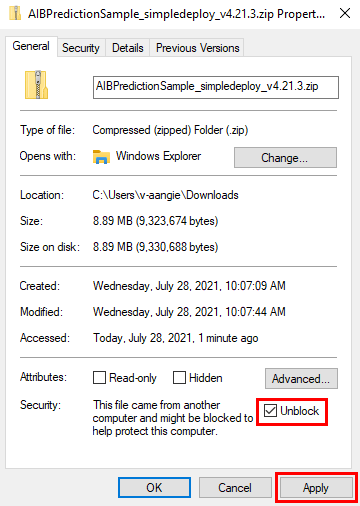 AIBPredictionSample_simpledeploy_v4.21.3.zip Propert...
General Security Details Previous Versions
AIBPredictionSample_simpledeploy_v4.21.3.zip
Type of file: Compressed (zipped) Folder (.zip)
Opens with: Windows Explorer Change...
Location: C:\Users\v-aangie\Downloads
Size: 8.89 MB (9,323,674 bytes)
Size on disk: 8.89 MB (9,330,688 bytes)
Created: Wednesday, July 28, 2021, 10:07:09 AM
Modified: Wednesday, July 28, 2021, 10:07:44 AM
Accessed: Today, July 28, 2021, 1 minute ago
Attributes: Read-only Hidden Advanced...
Security: This file came from another Unblock
computer and might be blocked to
help protect this computer.
OK Cancel Apply